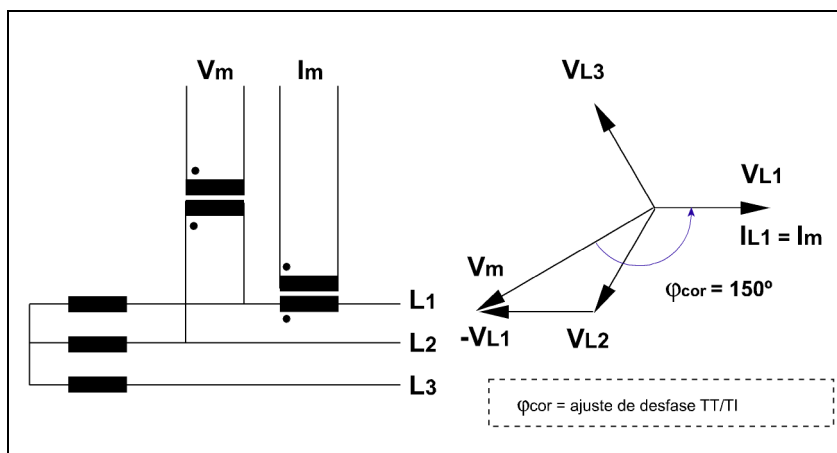 Vm
Im
L1
L2
L3
VL3
VL1
IL1 = Im
Vm
φcor = 150º
-VL1
VL2
φcor = ajuste de desfase TT/TI